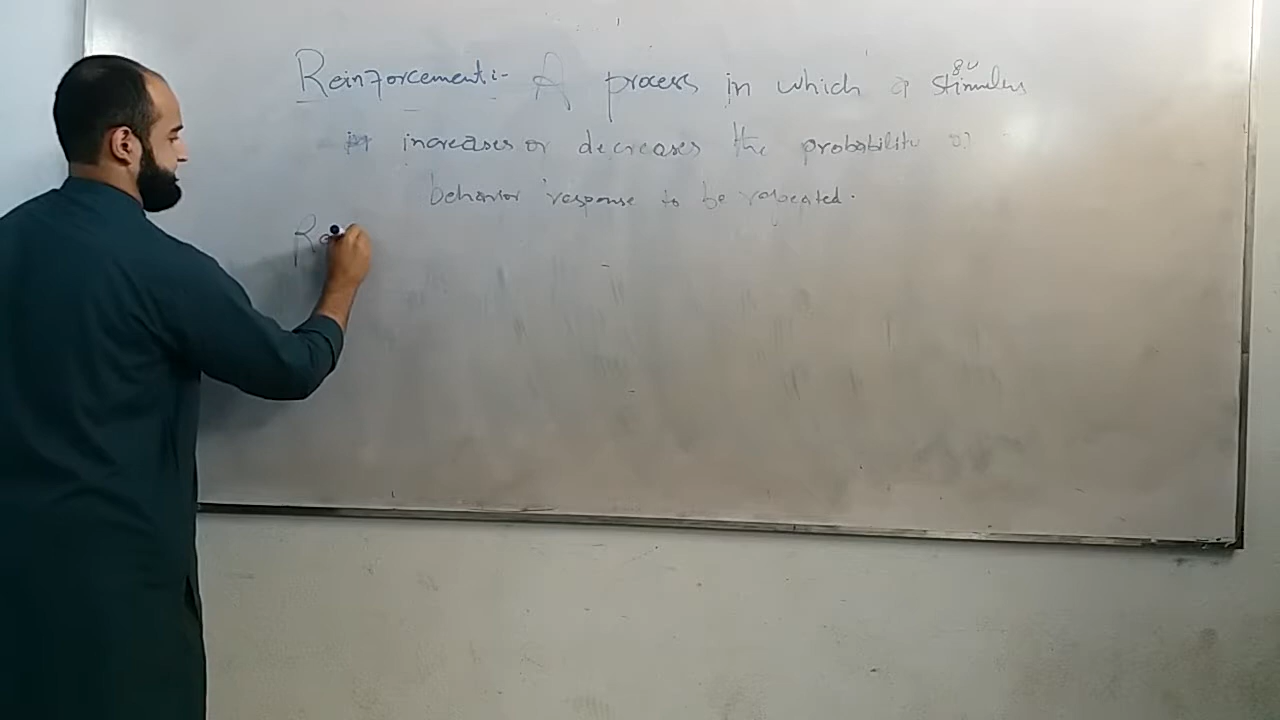 Reinforcement:- A process in which a stimulus
increases or decreases the probability of
behavior response to be repeated.
Re